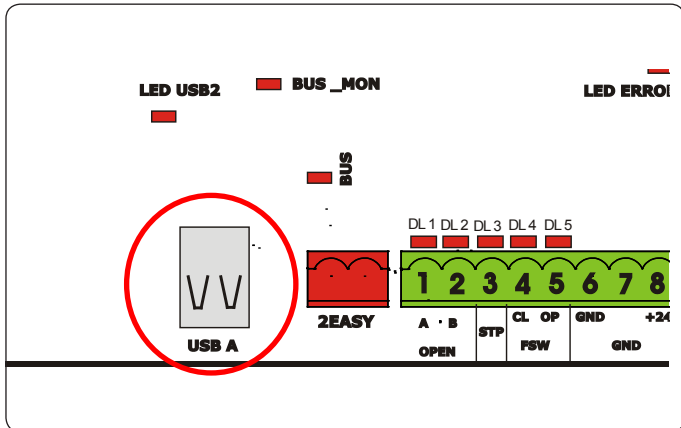 LED USB2
BUS _MON
LED ERRO
BUS
DL 1 DL 2 DL 3 DL 4 DL 5
1 2 3 4 5 6 7 8
USB A
2EASY
A · B
OPEN
STP
CL OP
FSW
GND +24
GND